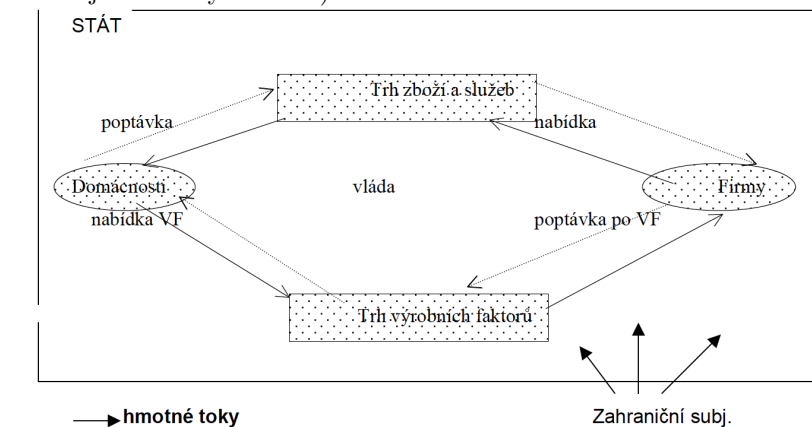 STÁT
Trh zboží a služeb
poptávka
nabídka
Domácnosti
vláda
Firmy
nabídka VF
poptávka po VF
Trh výrobních faktorů
hmotné toky
Zahraniční subj.